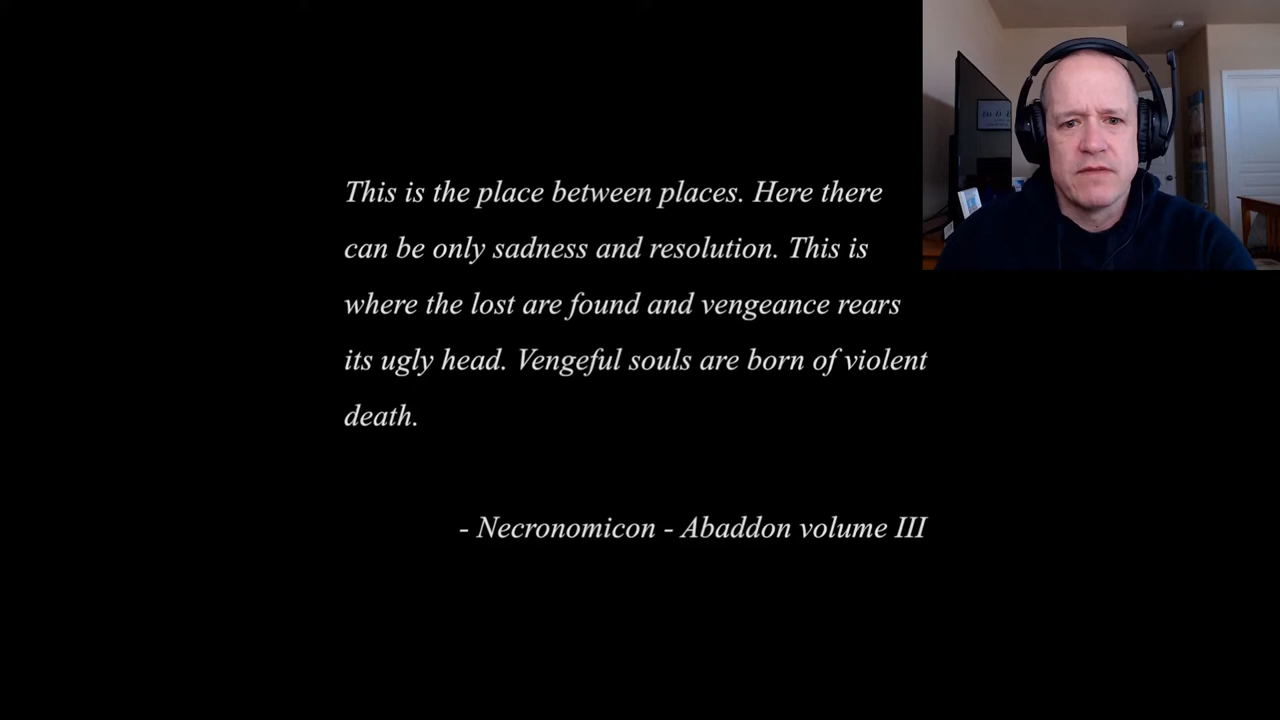 This is the place between places. Here there
can be only sadness and resolution. This is
where the lost are found and vengeance rears
its ugly head. Vengeful souls are born of violent
death.
- Necronomicon - Abaddon volume III